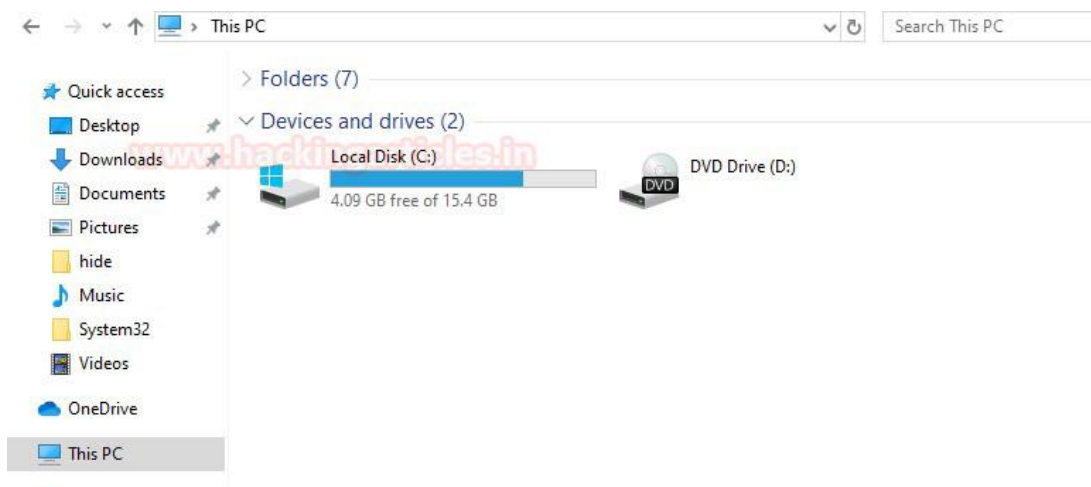 This PC
Search This PC
Quick access
Desktop
Downloads
Documents
Pictures
hide
Music
System32
Videos
OneDrive
This PC
Folders (7)
Devices and drives (2)
www.hackingarticles.in
Local Disk (C:)
4.09 GB free of 15.4 GB
DVD Drive (D:)
DVD